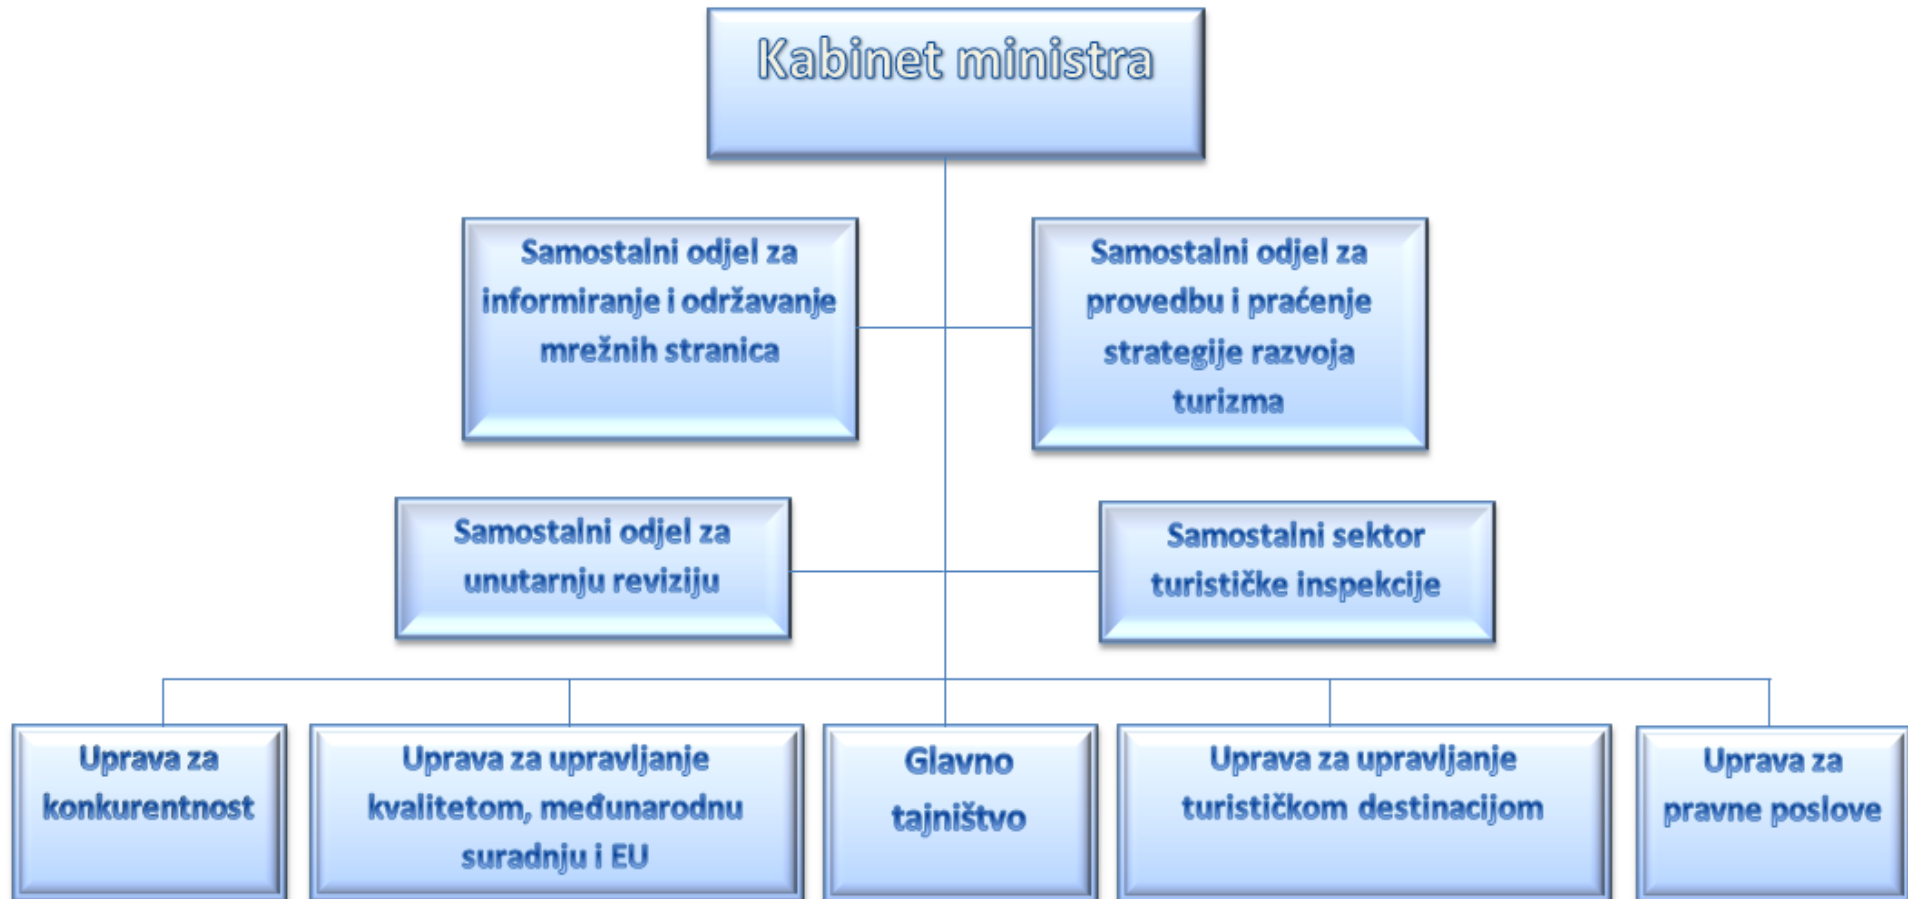 Kabinet ministra
Samostalni odjel za
informiranje i održavanje
mrežnih stranica
Samostalni odjel za
provedbu i praćenje
strategije razvoja
turizma
Samostalni odjel za
unutarnju reviziju
Samostalni sektor
turističke inspekcije
Uprava za
konkurentnost
Uprava za upravljanje
kvalitetom, međunarodnu
suradnju i EU
Glavno
tajništvo
Uprava za upravljanje
turističkom destinacijom
Uprava za
pravne poslove